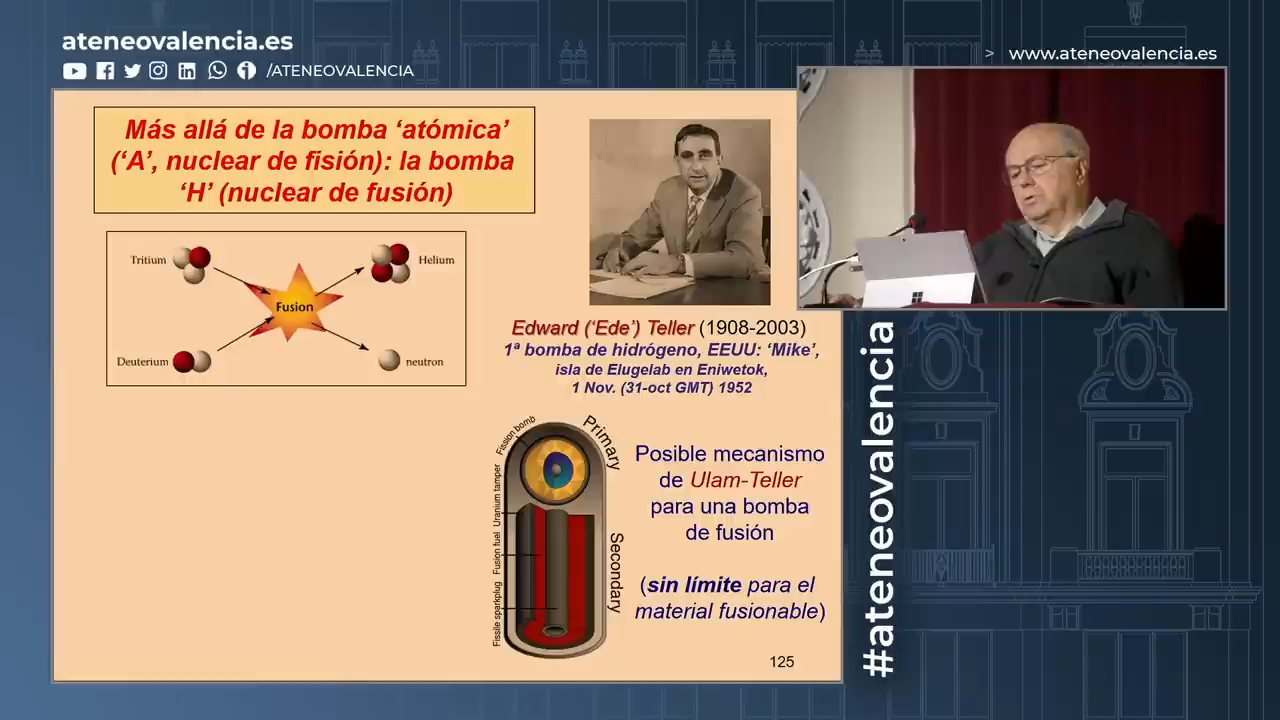 ateneovalencia.es
/ATENEOVALENCIA
> www.ateneovalencia.es
Más allá de la bomba ‘atómica’
(‘A’, nuclear de fisión): la bomba
‘H’ (nuclear de fusión)
Tritium
Helium
Fusion
Deuterium
neutron
Edward (‘Ede’) Teller (1908-2003)
1ª bomba de hidrógeno, EEUU: ‘Mike’,
isla de Elugelab en Eniwetok,
1 Nov. (31-oct GMT) 1952
Fission bomb
Primary
Uranium tamper
Fusion fuel
Fissile sparkplug
Secondary
Posible mecanismo
de Ulam-Teller
para una bomba
de fusión
(sin límite para el
material fusionable)
125
#ateneovalencia